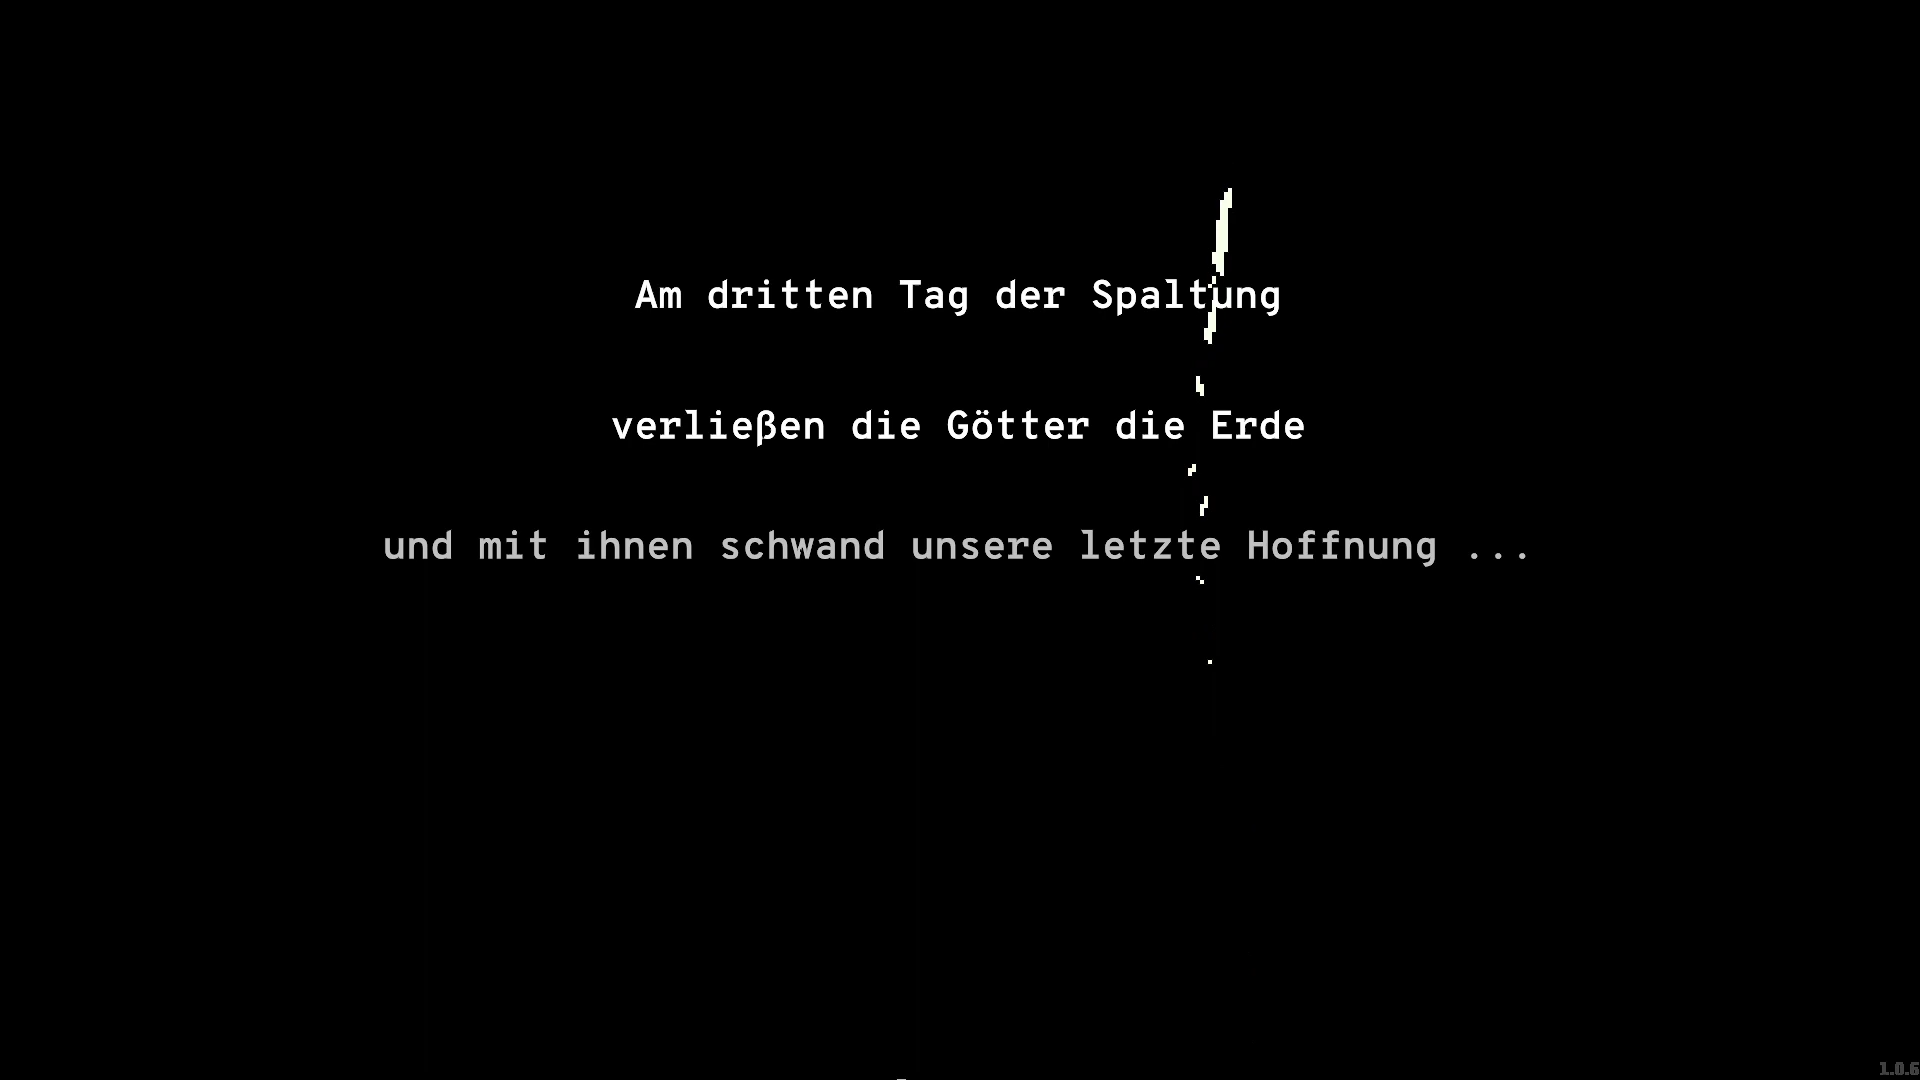 Am dritten Tag der Spaltung
verließen die Götter die Erde
und mit ihnen schwand unsere letzte Hoffnung ...
1.0.6